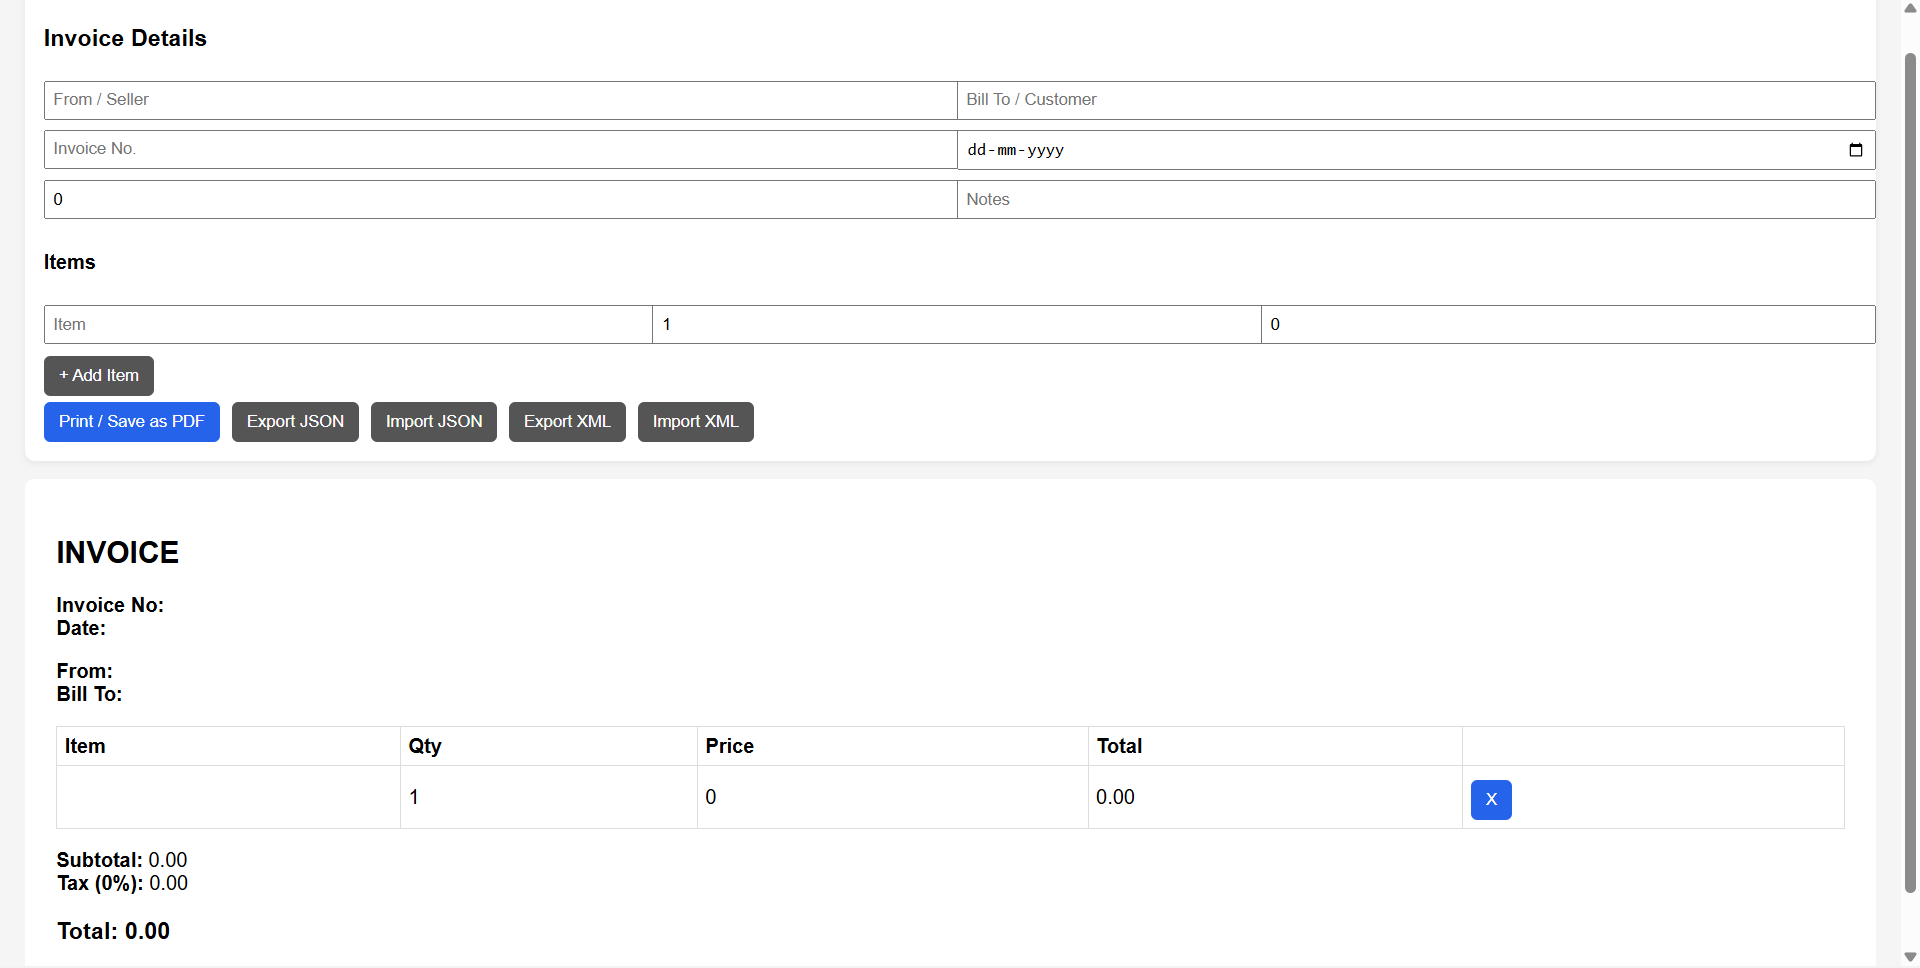 Invoice Details
From / Seller Bill To / Customer
Invoice No. dd-mm-yyyy
0 Notes
Items
Item 1 0
+ Add Item
Print / Save as PDF Export JSON Import JSON Export XML Import XML
INVOICE
Invoice No:
Date:
From:
Bill To:
Item Qty Price Total
1 0 0.00 X
Subtotal: 0.00
Tax (0%): 0.00
Total: 0.00